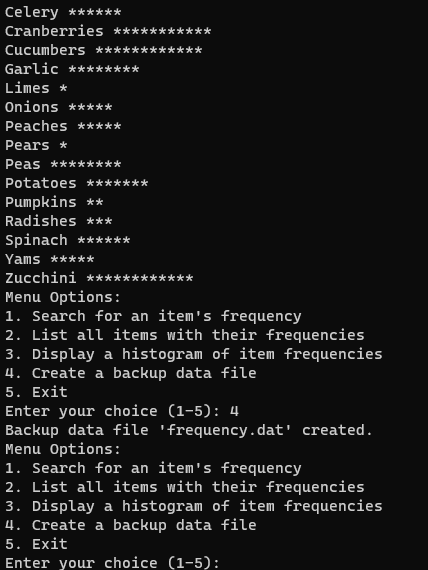 Celery ******
Cranberries ***********
Cucumbers ************
Garlic ********
Limes *
Onions *****
Peaches *****
Pears *
Peas ********
Potatoes *******
Pumpkins **
Radishes ***
Spinach ******
Yams *****
Zucchini ************
Menu Options:
1. Search for an item's frequency
2. List all items with their frequencies
3. Display a histogram of item frequencies
4. Create a backup data file
5. Exit
Enter your choice (1-5): 4
Backup data file 'frequency.dat' created.
Menu Options:
1. Search for an item's frequency
2. List all items with their frequencies
3. Display a histogram of item frequencies
4. Create a backup data file
5. Exit
Enter your choice (1-5):